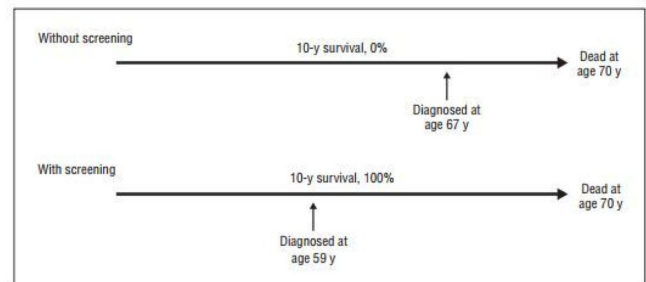 Without screening
10-y survival, 0%
Dead at
age 70 y
Diagnosed at
age 67 y
With screening
10-y survival, 100%
Dead at
age 70 y
Diagnosed at
age 59 y